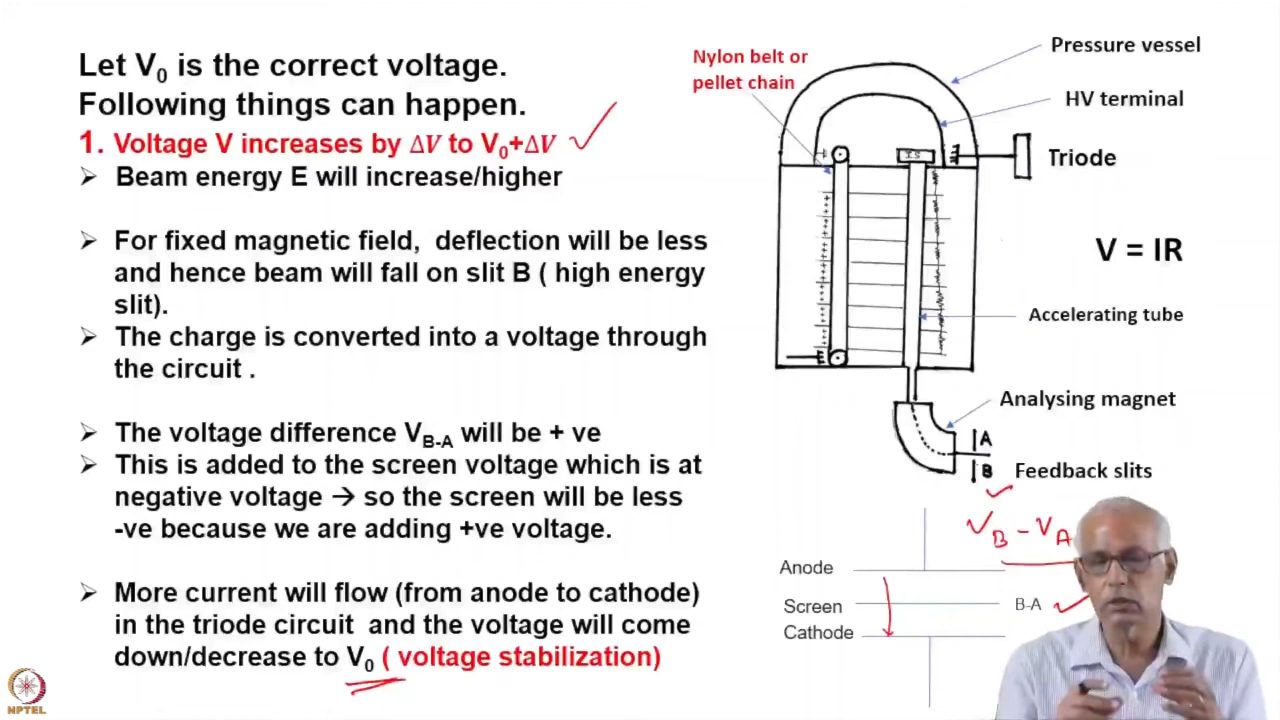 Let V₀ is the correct voltage.
Following things can happen.
1. Voltage V increases by ΔV to V₀+ΔV
➤ Beam energy E will increase/higher
➤ For fixed magnetic field, deflection will be less
and hence beam will fall on slit B ( high energy
slit).
➤ The charge is converted into a voltage through
the circuit .
➤ The voltage difference V_B-A will be + ve
➤ This is added to the screen voltage which is at
negative voltage → so the screen will be less
-ve because we are adding +ve voltage.
➤ More current will flow (from anode to cathode)
in the triode circuit and the voltage will come
down/decrease to V₀ ( voltage stabilization)
Nylon belt or
pellet chain
Pressure vessel
HV terminal
IS
Triode
V = IR
Accelerating tube
Analysing magnet
A
B
Feedback slits
V_B - V_A
Anode
Screen
B-A
Cathode
NPTEL